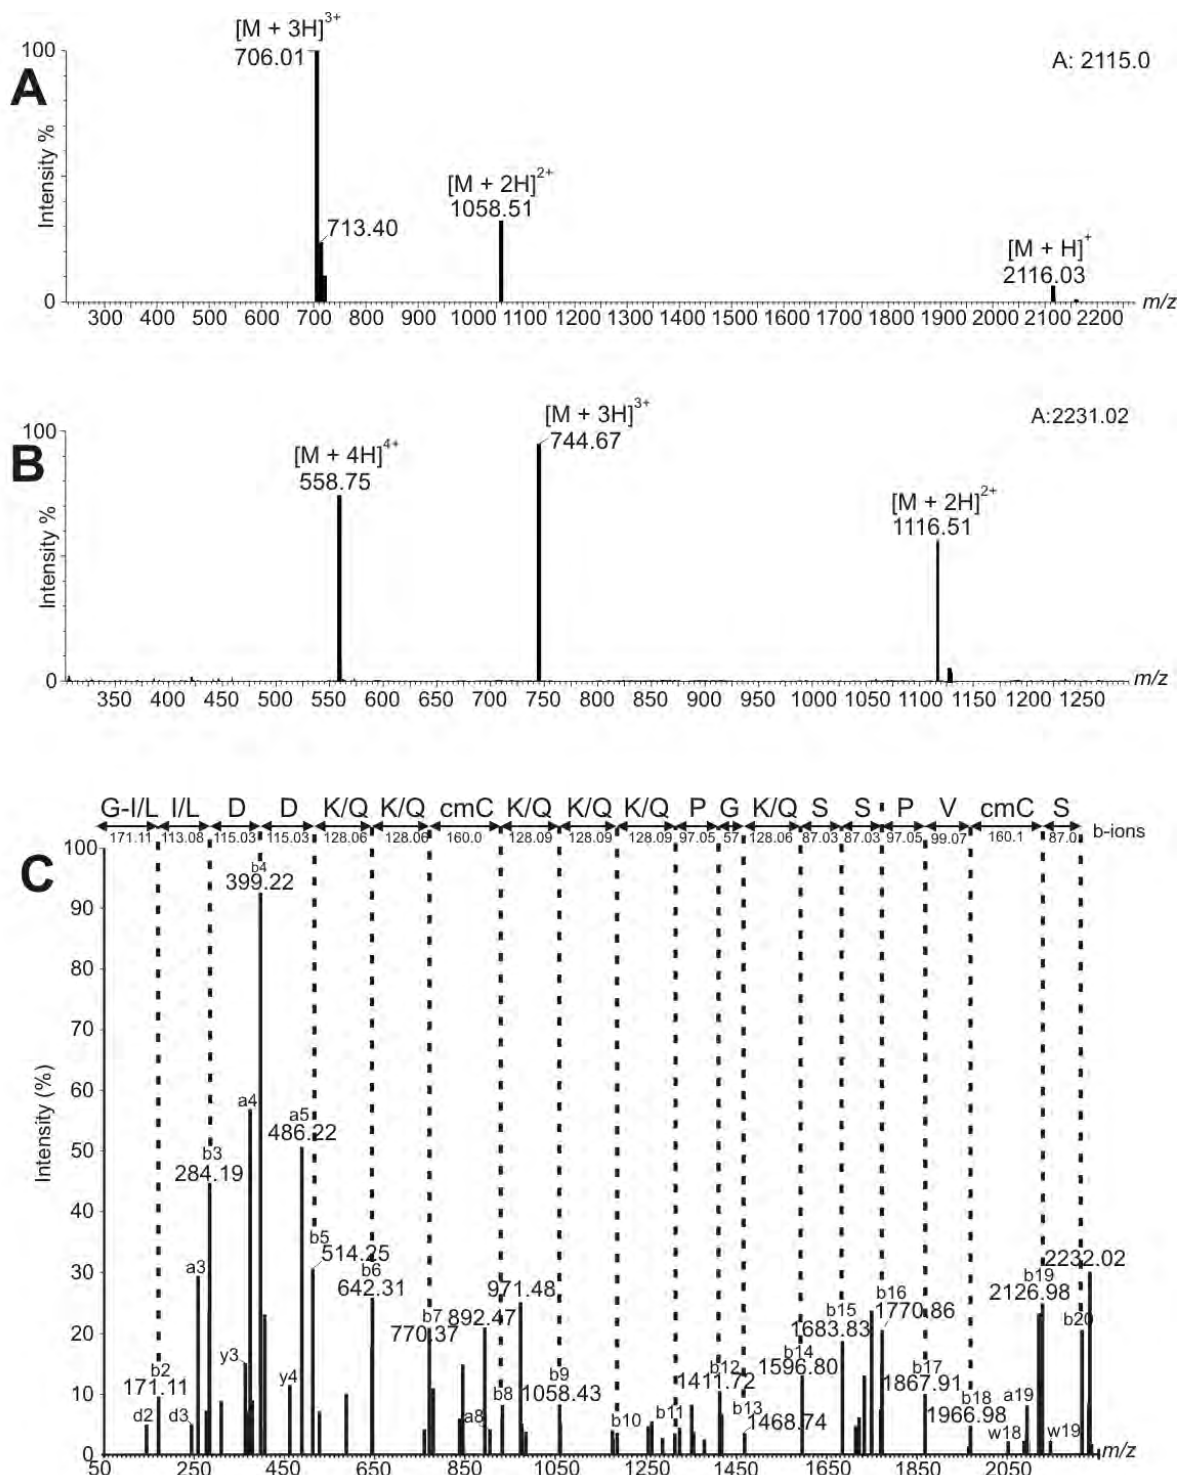 [M + 3H]3+
706.01
713.40
[M + 2H]2+
1058.51
[M + H]+
2116.03
A: 2115.0
A
Intensity %
100
0
300 400 500 600 700 800 900 1000 1100 1200 1300 1400 1500 1600 1700 1800 1900 2000 2100 2200
m/z
[M + 4H]4+
558.75
[M + 3H]3+
744.67
[M + 2H]2+
1116.51
A:2231.02
B
Intensity %
100
0
350 400 450 500 550 600 650 700 750 800 850 900 950 1000 1050 1100 1150 1200 1250
m/z
G-I/L I/L D D K/Q K/Q cmC K/Q K/Q K/Q P G K/Q S S P V cmC S
171.11 113.08 115.03 115.03 128.06 128.06 160.0 128.09 128.09 128.09 97.05 57 128.06 87.03 87.03 97.05 99.07 160.1 87.0
b-ions
C
Intensity (%)
100
90
80
70
60
50
40
30
20
10
0
b4
399.22
a4
a5
486.22
b3
284.19
a3
b5
514.25
b6
642.31
b7
770.37
892.47
971.48
y3
b2
171.11
d2
d3
y4
a8
b8
b9
1058.43
b10
b11
b12
1411.72
b13
1468.74
b14
1596.80
b15
1683.83
b16
1770.86
b17
1867.91
b18
1966.98
w18
a19
b19
2126.98
w19
b20
2232.02
50 250 450 650 850 1050 1250 1450 1650 1850 2050
m/z